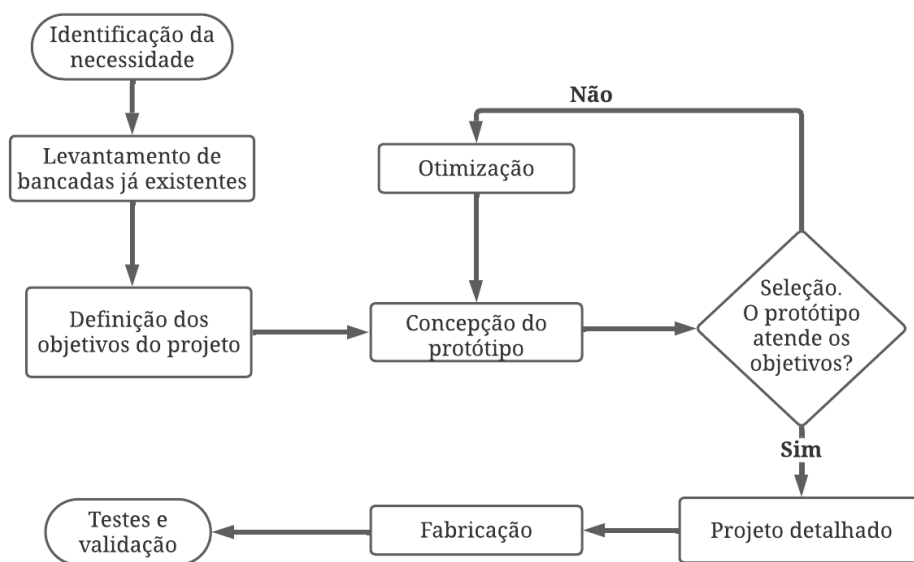 Identificação da
necessidade
Levantamento de
bancadas já existentes
Definição dos
objetivos do projeto
Não
Otimização
Concepção do
protótipo
Seleção.
O protótipo
atende os
objetivos?
Sim
Projeto detalhado
Fabricação
Testes e
validação